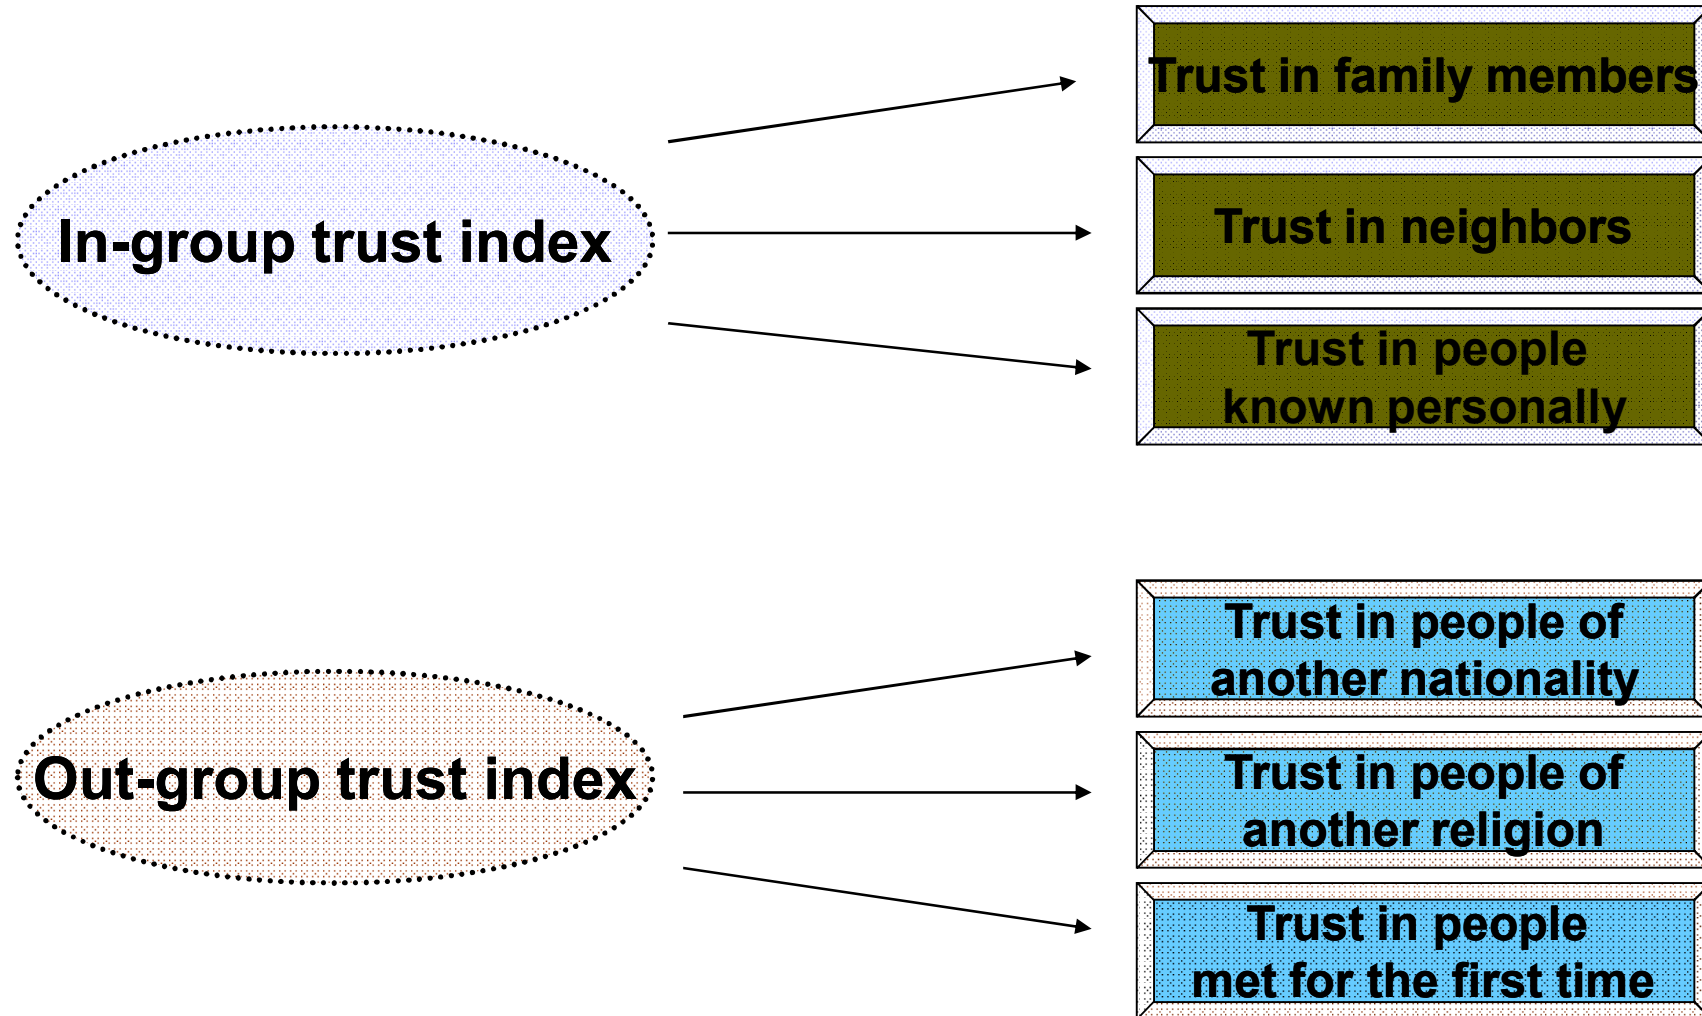 In-group trust index
Trust in family members
Trust in neighbors
Trust in people
known personally
Out-group trust index
Trust in people of
another nationality
Trust in people of
another religion
Trust in people
met for the first time